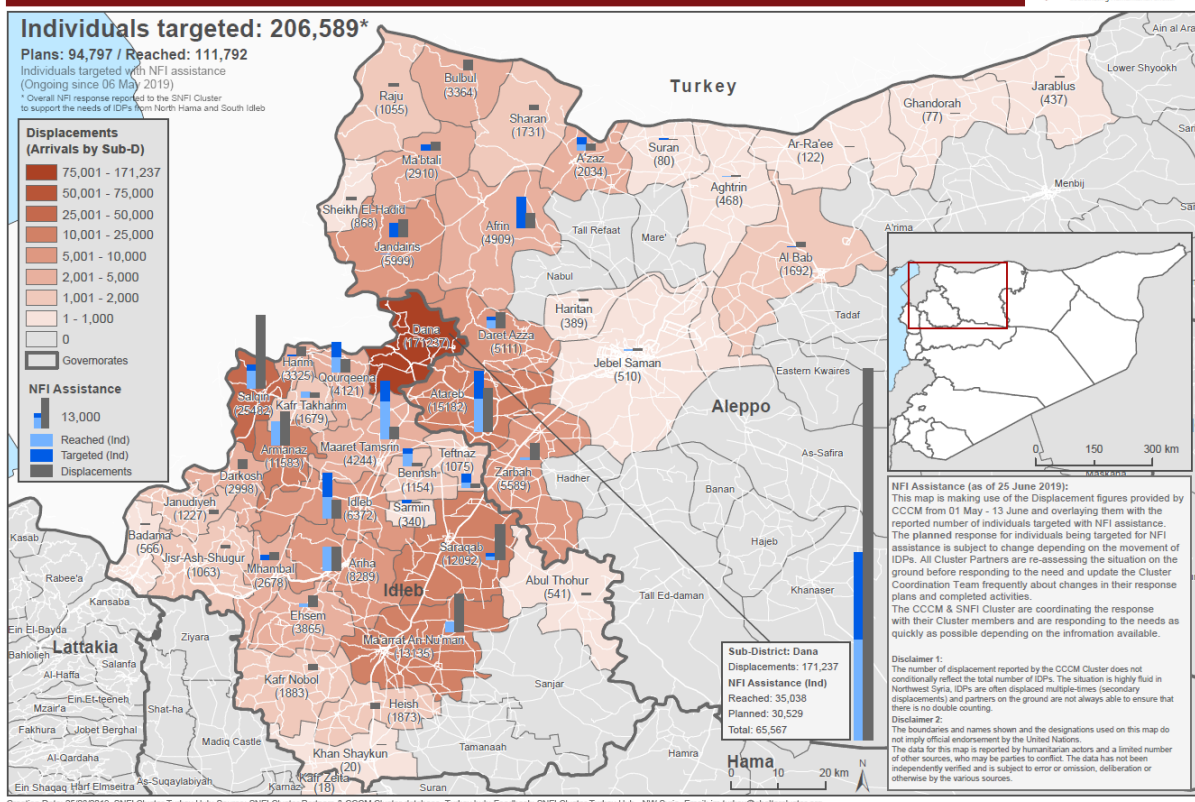 Individuals targeted: 206,589*
Plans: 94,797 / Reached: 111,792
Individuals targeted with NFI assistance
(Ongoing since 06 May 2019)
* Overall NFI response reported to the SNFI Cluster
to support the needs of IDPs from North Hama and South Idleb
Displacements
(Arrivals by Sub-D)
75,001 - 171,237
50,001 - 75,000
25,001 - 50,000
10,001 - 25,000
5,001 - 10,000
2,001 - 5,000
1,001 - 2,000
1 - 1,000
0
Governorates
NFI Assistance
13,000
Reached (Ind)
Targeted (Ind)
Displacements
Turkey
Bulbul
(3364)
Raju
(1055)
Sharan
(1731)
Ma'btali
(2910)
A'zaz
(2034)
Suran
(80)
Ar-Ra'ee
(122)
Ghandorah
(77)
Jarablus
(437)
Lower Shyookh
Ain al Ara
Menbij
Aghtrin
(468)
Sheikh El-Hadid
(868)
Afrin
(4909)
Jandairis
(5999)
Tall Refaat
Mare'
Al Bab
(1692)
A'rima
Nabul
Tadaf
Haritan
(389)
Dana
(171237)
Daret Azza
(5111)
Jebel Saman
(510)
Eastern Kwaires
Harim
(3325)
Qourqeena
(4121)
Salqin
(25482)
Kafr Takharim
(1679)
Atareb
(15182)
Aleppo
Armanaz
(11583)
Maaret Tamsrin
(4244)
Teftnaz
(1075)
Bennsh
(1154)
Zarbah
(5589)
As-Safira
Hadher
Darkosh
(2998)
Banan
Janudiyeh
(1227)
Idleb
(6372)
Sarmin
(340)
Badama
(566)
Jisr-Ash-Shugur
(1063)
Mhambal
(2678)
Ariha
(8289)
Saraqab
(12092)
Hajeb
Idleb
Abul Thohur
(541)
Tall Ed-daman
Khanaser
Ehsem
(3865)
Ma'arrat An-Nu'man
(13135)
Kafr Nobol
(1883)
Heish
(1873)
Sanjar
Khan Shaykun
(20)
Kafr Zeita
(18)
Tamanaah
Kasab
Rabee'a
Kansaba
Ein El-Bayda
Ziyara
Lattakia
Bahlolieh
Salanfa
Al-Haffa
Ein Et-teeneh
Mzair'a
Shat-ha
Fakhura
Jobet Berghal
Madiq Castle
Al-Qardaha
As-Suqaylabiyah
Ein Shaqaq
Harf Elmseitra
Karnaz
Suran
Hamra
Hama
0
10
20 km
N
Sub-District: Dana
Displacements: 171,237
NFI Assistance (Ind)
Reached: 35,038
Planned: 30,529
Total: 65,567
0
150
300 km
Maskana
NFI Assistance (as of 25 June 2019):
This map is making use of the Displacement figures provided by
CCCM from 01 May - 13 June and overlaying them with the
reported number of individuals targeted with NFI assistance.
The planned response for individuals being targeted for NFI
assistance is subject to change depending on the movement of
IDPs. All Cluster Partners are re-assessing the situation on the
ground before responding to the need and update the Cluster
Coordination Team frequently about changes in their response
plans and completed activities.
The CCCM & SNFI Cluster are coordinating the response
with their Cluster members and are responding to the needs as
quickly as possible depending on the infromation available.
Disclaimer 1:
The number of displacement reported by the CCCM Cluster does not
conditionally reflect the total number of IDPs. The situation is highly fluid in
Northwest Syria, IDPs are often displaced multiple-times (secondary
displacements) and partners on the ground are not always able to ensure that
there is no double counting.
Disclaimer 2:
The boundaries and names shown and the designations used on this map do
not imply official endorsement by the United Nations.
The data for this map is reported by humanitarian actors and a limited number
of other sources, who may be parties to conflict. The data has not been
independently verified and is subject to error or omission, deliberation or
otherwise by the various sources.